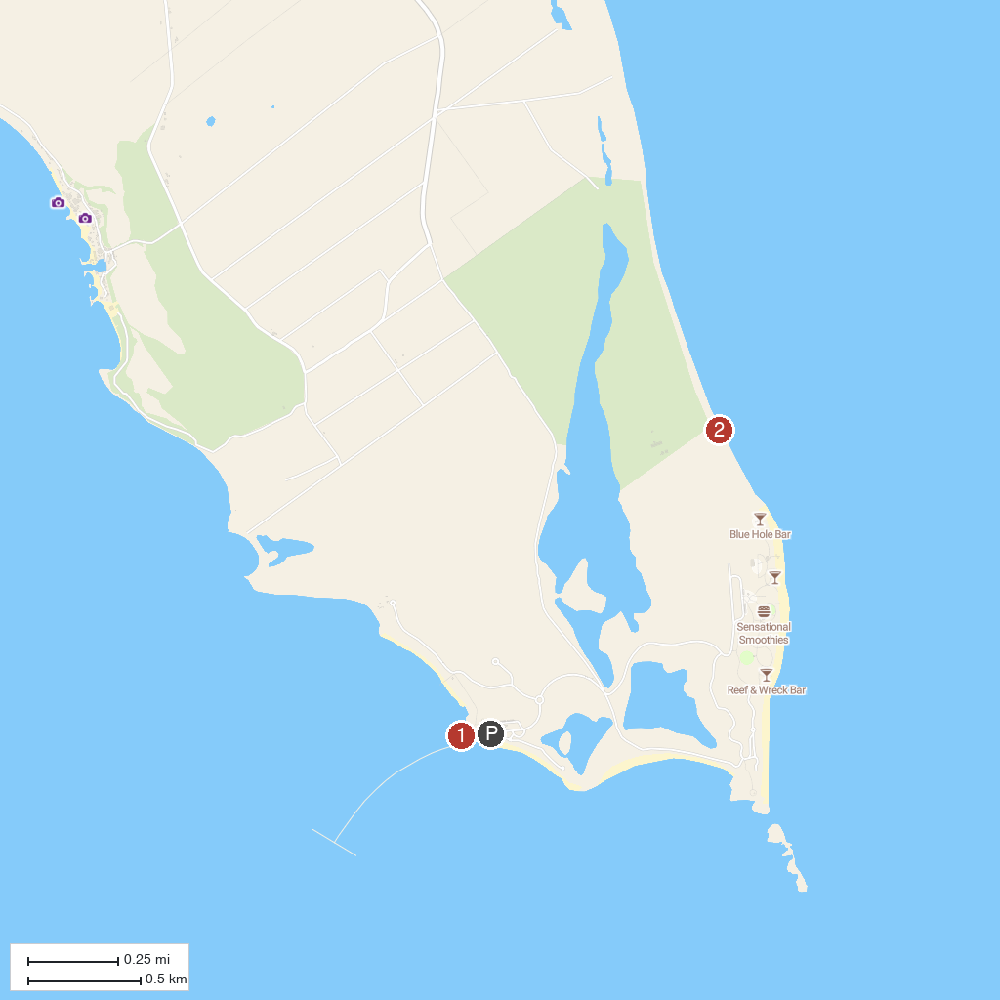 2
Blue Hole Bar
Sensational
Smoothies
Reef & Wreck Bar
1
P
0.25 mi
0.5 km